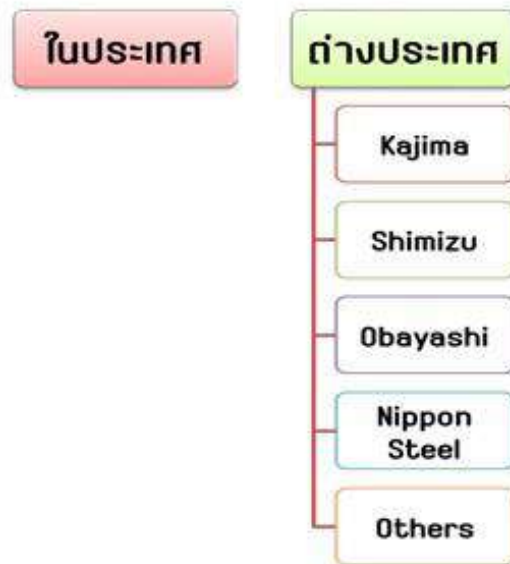 ในประเทศ
ต่างประเทศ
Kajima
Shimizu
Obayashi
Nippon
Steel
Others